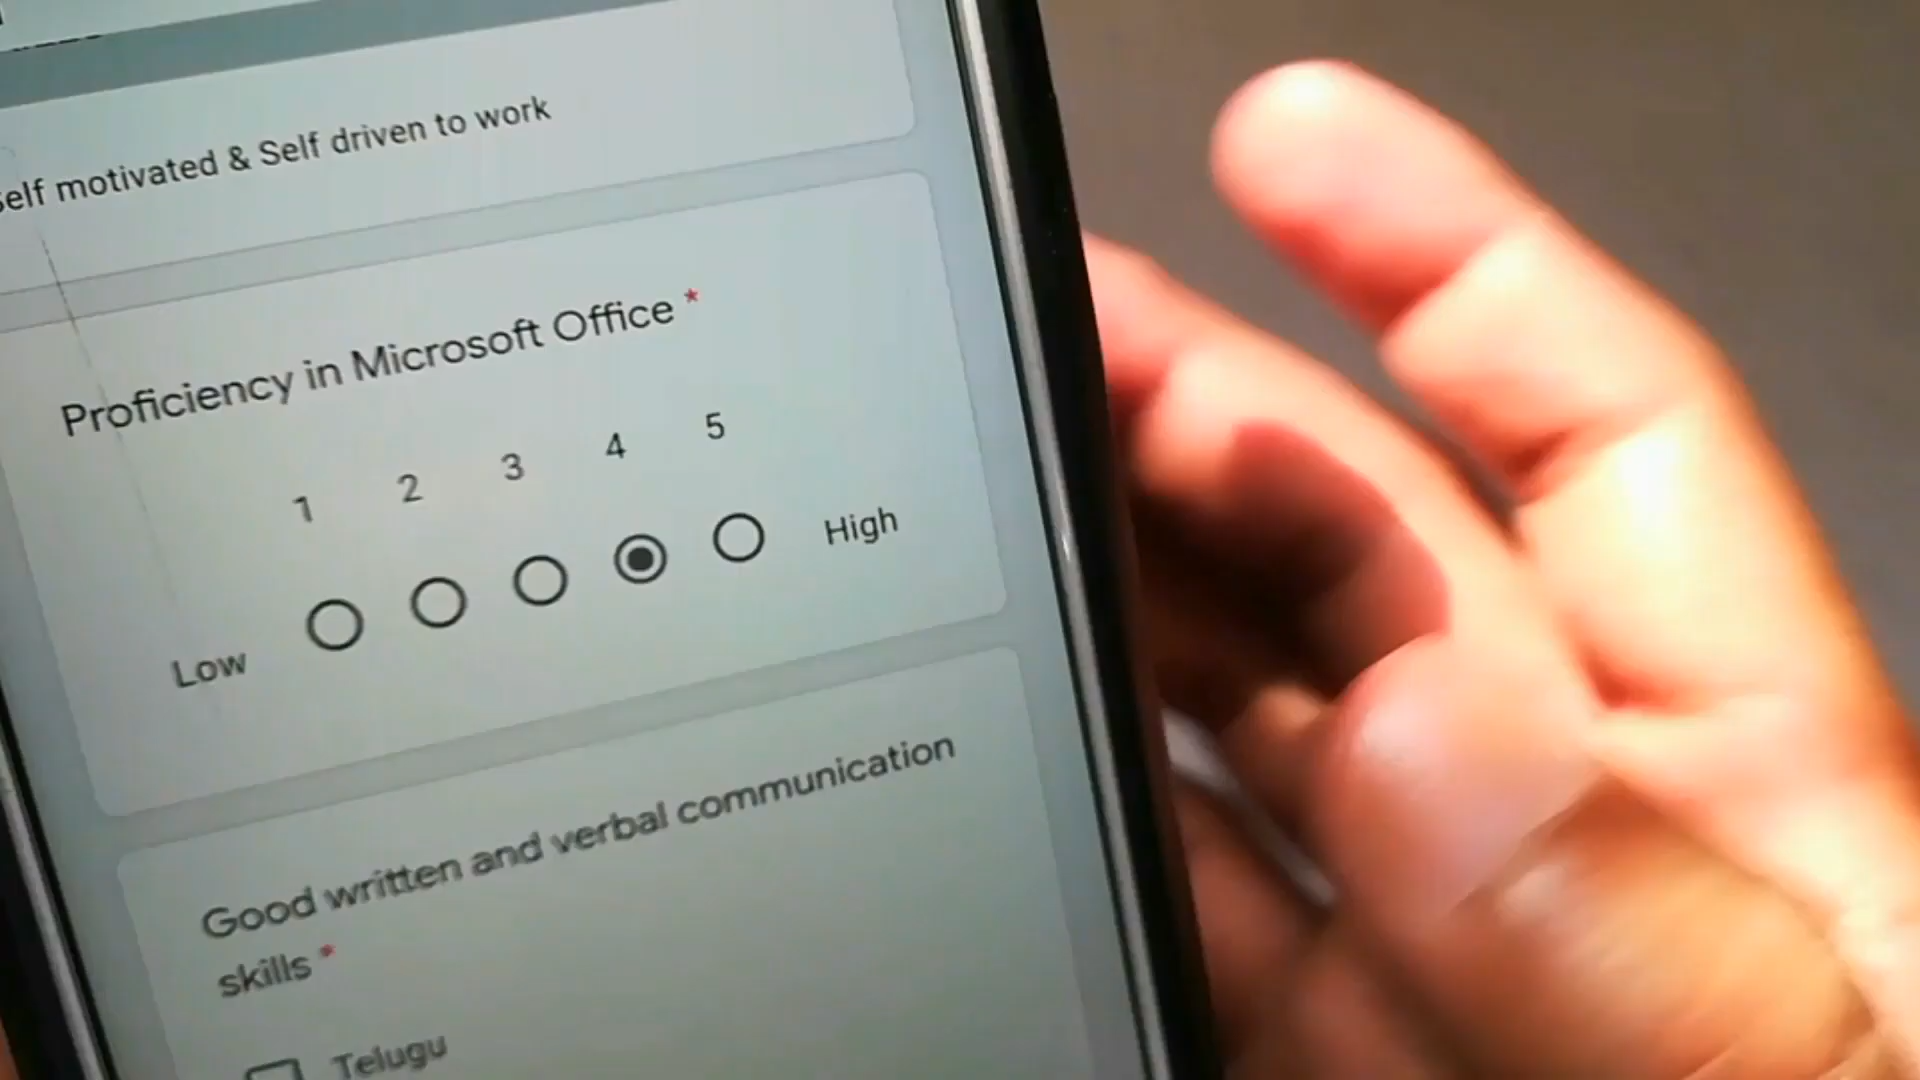 Self motivated & Self driven to work
Proficiency in Microsoft Office *
1 2 3 4 5
Low High
Good written and verbal communication
skills *
Telugu